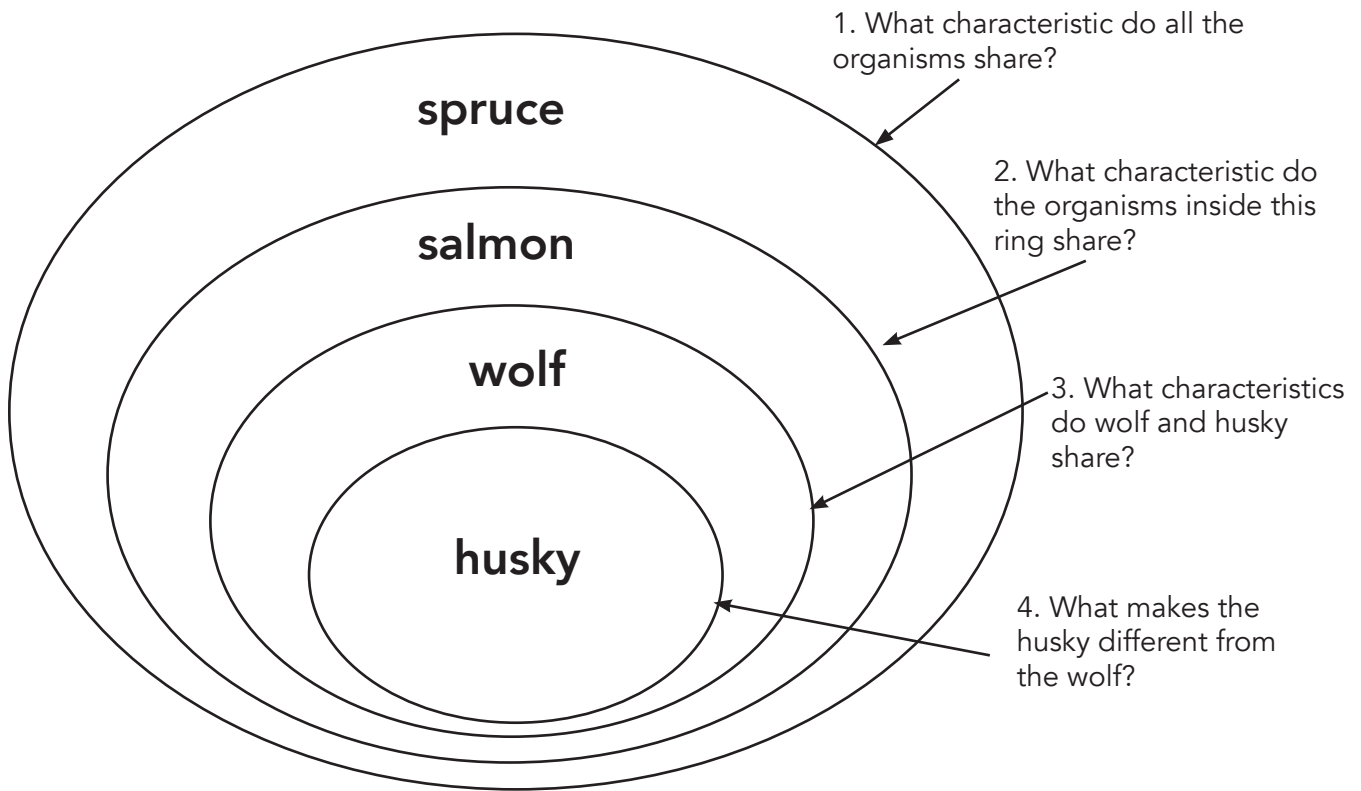 1. What characteristic do all the
organisms share?
spruce
2. What characteristic do
the organisms inside this
ring share?
salmon
wolf
3. What characteristics
do wolf and husky
share?
husky
4. What makes the
husky different from
the wolf?